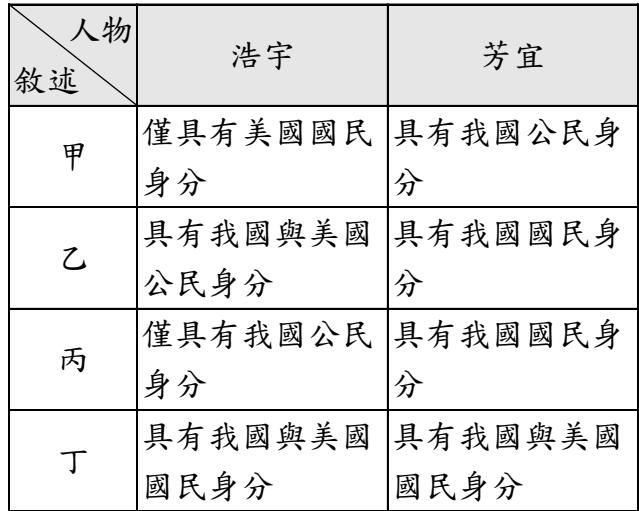 人物
敘述
浩宇
芳宜
甲
僅具有美國國民
身分
具有我國公民身
分
乙
具有我國與美國
公民身分
具有我國國民身
分
丙
僅具有我國公民
身分
具有我國國民身
分
丁
具有我國與美國
國民身分
具有我國與美國
國民身分